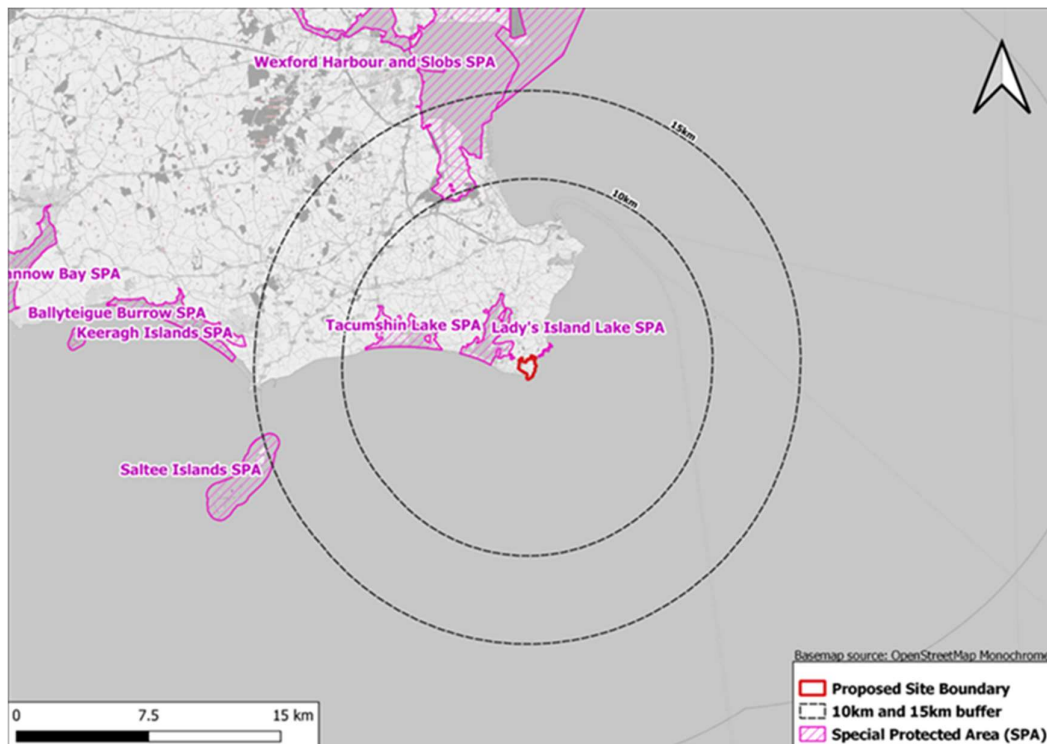 Wexford Harbour and Slobs SPA
15km
10km
annow Bay SPA
Ballyteigue Burrow SPA
Keeragh Islands SPA
Tacumshin Lake SPA
Lady's Island Lake SPA
Saltee Islands SPA
Basemap source: OpenStreetMap Monochrome
Proposed Site Boundary
10km and 15km buffer
Special Protected Area (SPA)
0 7.5 15 km